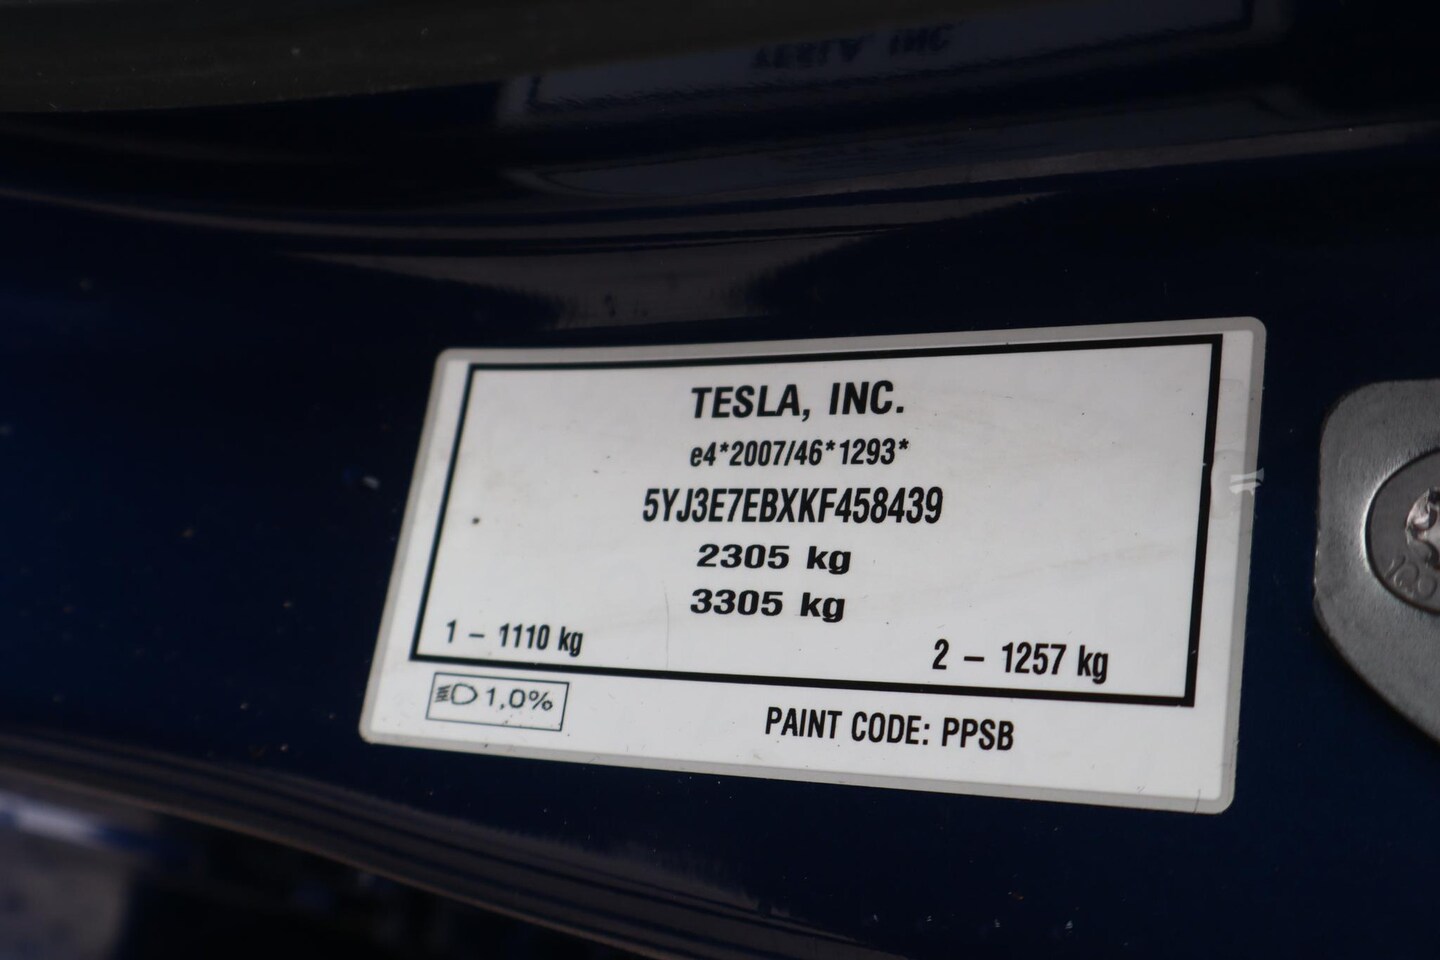 TESLA, INC.
e4*2007/46*1293*
5YJ3E7EBXKF458439
2305 kg
3305 kg
1 – 1110 kg
2 – 1257 kg
1,0%
PAINT CODE: PPSB